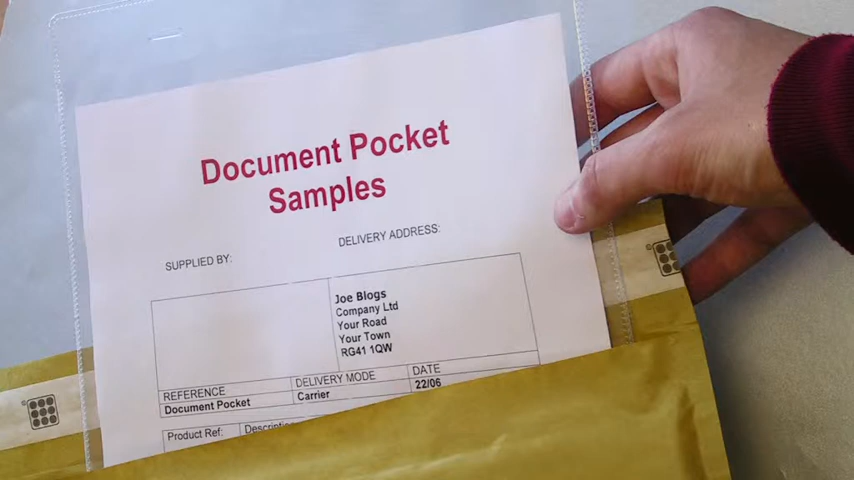 Document Pocket
Samples
SUPPLIED BY:
DELIVERY ADDRESS:
Joe Blogs
Company Ltd
Your Road
Your Town
RG41 1QW
REFERENCE
DELIVERY MODE
DATE
Document Pocket
Carrier
22/06
Product Ref: